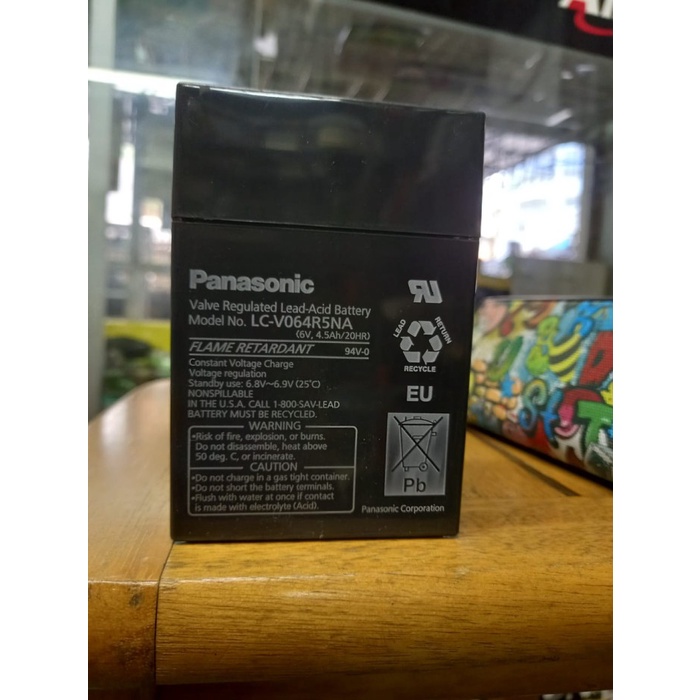 Panasonic
Valve Regulated Lead-Acid Battery
Model No. LC-V064R5NA
(6V, 4.5Ah/20HR)
FLAME RETARDANT 94V-0
Constant Voltage Charge
Voltage regulation
Standby use: 6.8V~6.9V (25℃)
NONSPILLABLE
IN THE U.S.A. CALL 1-800-SAV-LEAD
BATTERY MUST BE RECYCLED.
WARNING
•Risk of fire, explosion, or burns.
Do not disassemble, heat above
50 deg. C, or incinerate.
CAUTION
•Do not charge in a gas tight container.
•Do not short the battery terminals.
•Flush with water at once if contact
is made with electrolyte (Acid).
LEAD
RETURN
RECYCLE
EU
Pb
Panasonic Corporation